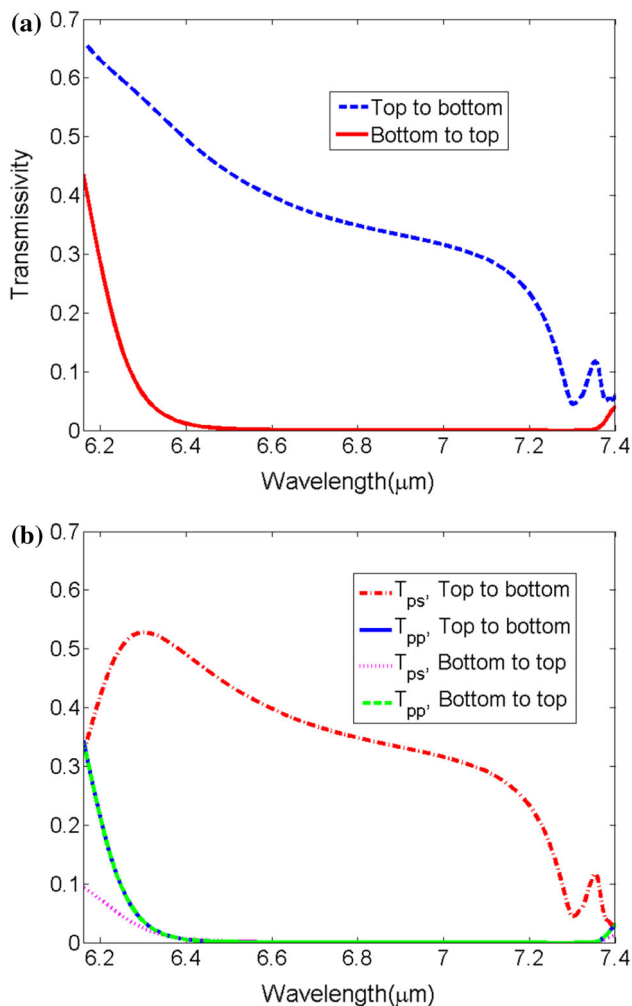 (a)
0.7
0.6
0.5
0.4
0.3
0.2
0.1
0
Transmissivity
Top to bottom
Bottom to top
6.2 6.4 6.6 6.8 7 7.2 7.4
Wavelength(μm)
(b)
0.7
0.6
0.5
0.4
0.3
0.2
0.1
0
Tps, Top to bottom
Tpp, Top to bottom
Tps, Bottom to top
Tpp, Bottom to top
6.2 6.4 6.6 6.8 7 7.2 7.4
Wavelength(μm)